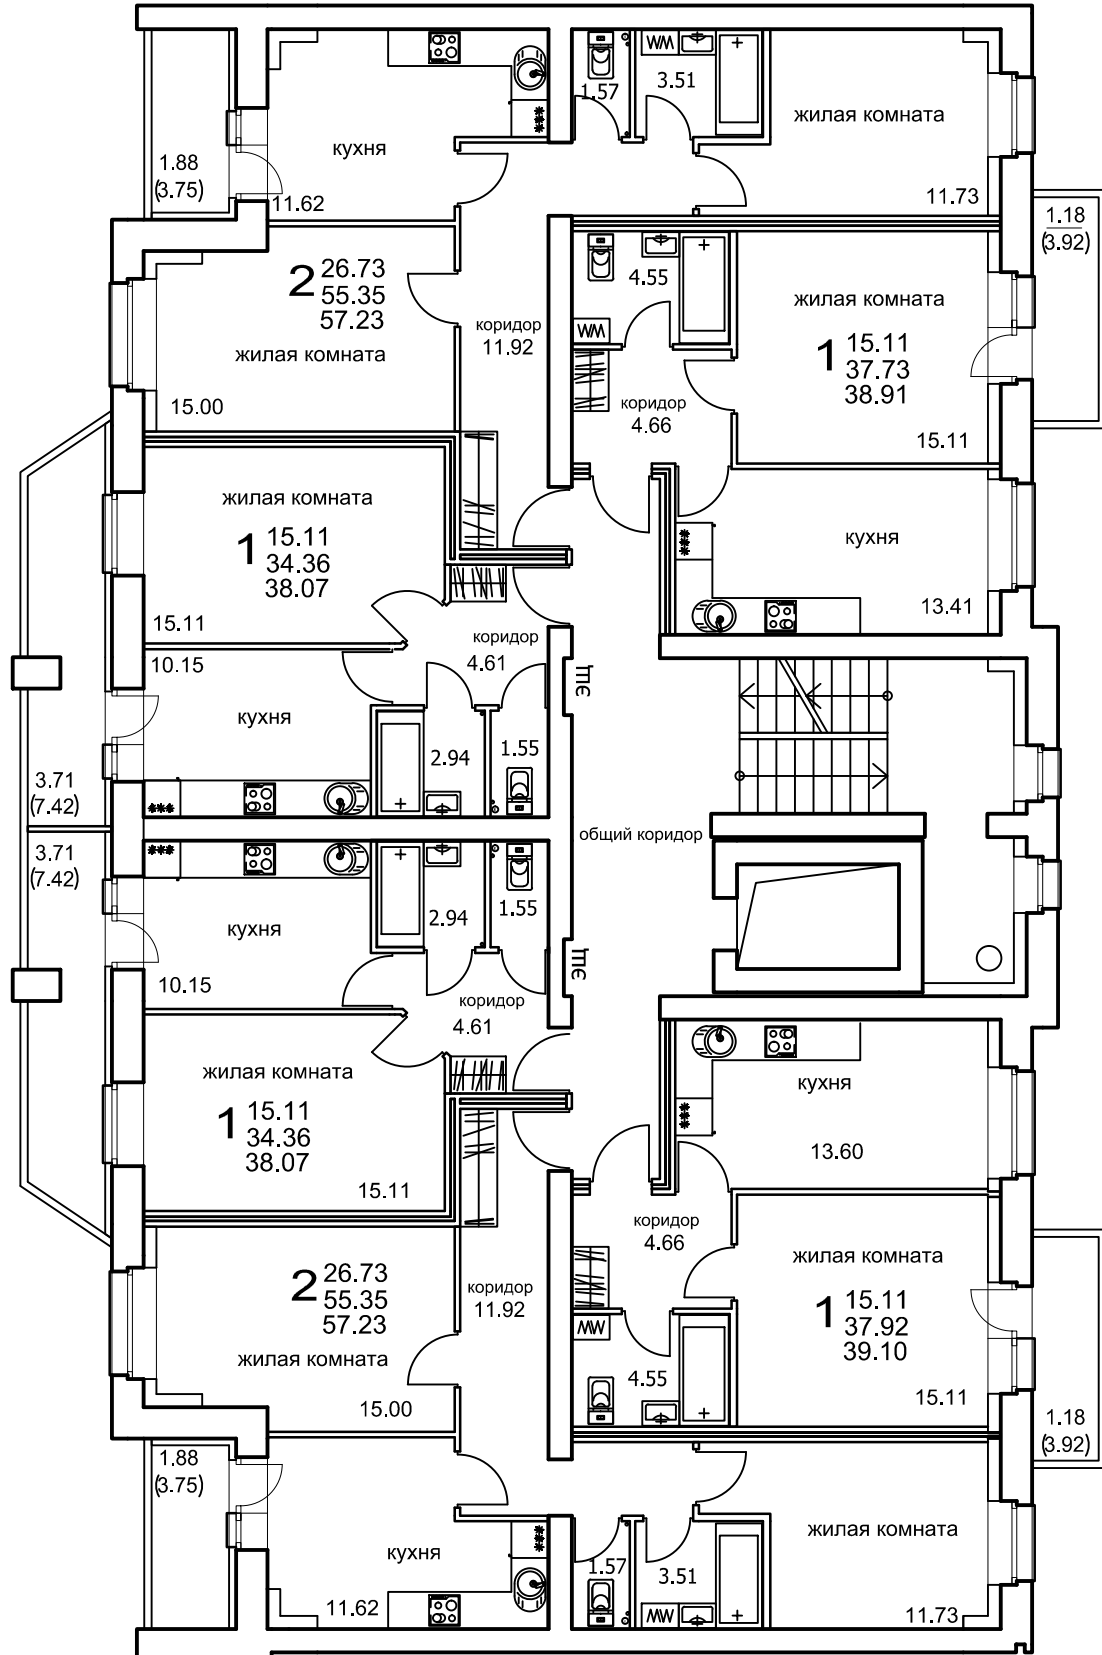 WM
1.57
3.51
жилая комната
кухня
1.88
(3.75)
11.62
11.73
1.18
(3.92)
2 26.73
55.35
57.23
жилая комната
15.00
коридор
11.92
4.55
WM
жилая комната
1 15.11
37.73
38.91
15.11
коридор
4.66
жилая комната
1 15.11
34.36
38.07
15.11
кухня
13.41
коридор
4.61
10.15
кухня
2.94
1.55
3.71
(7.42)
общий коридор
3.71
(7.42)
кухня
10.15
2.94
1.55
коридор
4.61
жилая комната
1 15.11
34.36
38.07
15.11
кухня
13.60
коридор
4.66
жилая комната
1 15.11
37.92
39.10
15.11
2 26.73
55.35
57.23
жилая комната
15.00
коридор
11.92
WM
4.55
1.18
(3.92)
1.88
(3.75)
кухня
11.62
1.57
3.51
WM
жилая комната
11.73